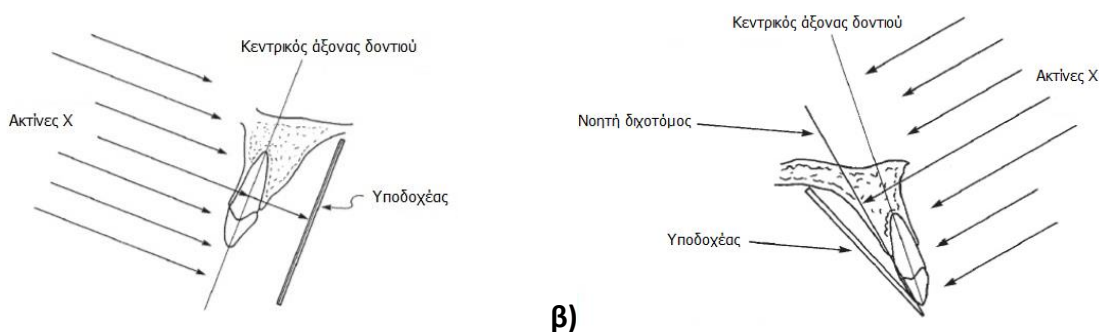 Κεντρικός άξονας δοντιού
Ακτίνες Χ
Υποδοχέας
β)
Κεντρικός άξονας δοντιού
Ακτίνες Χ
Νοητή διχοτόμος
Υποδοχέας